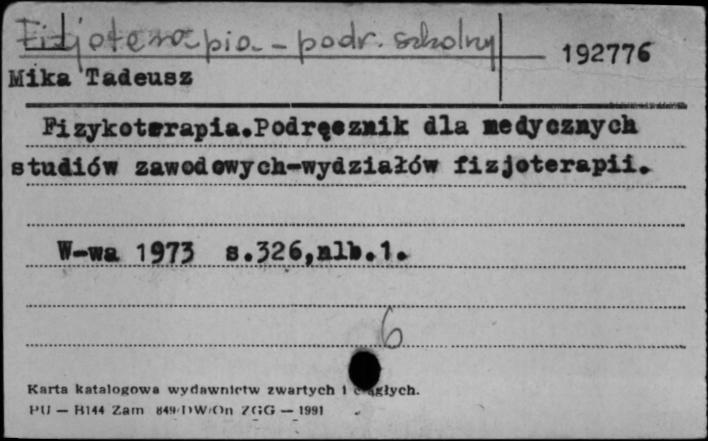 Fizjoterapia - podr. szkolny
192776
Mika Tadeusz
Fizykoterapia.Podręcznik dla medycznych
studiów zawodowych-wydziałów fizjoterapii.
W-wa 1973 s.326,nlb.1.
6
Karta katalogowa wydawnictw zwartych i ciągłych.
PU — B144 Zam 849/DW/On ZGG — 1991